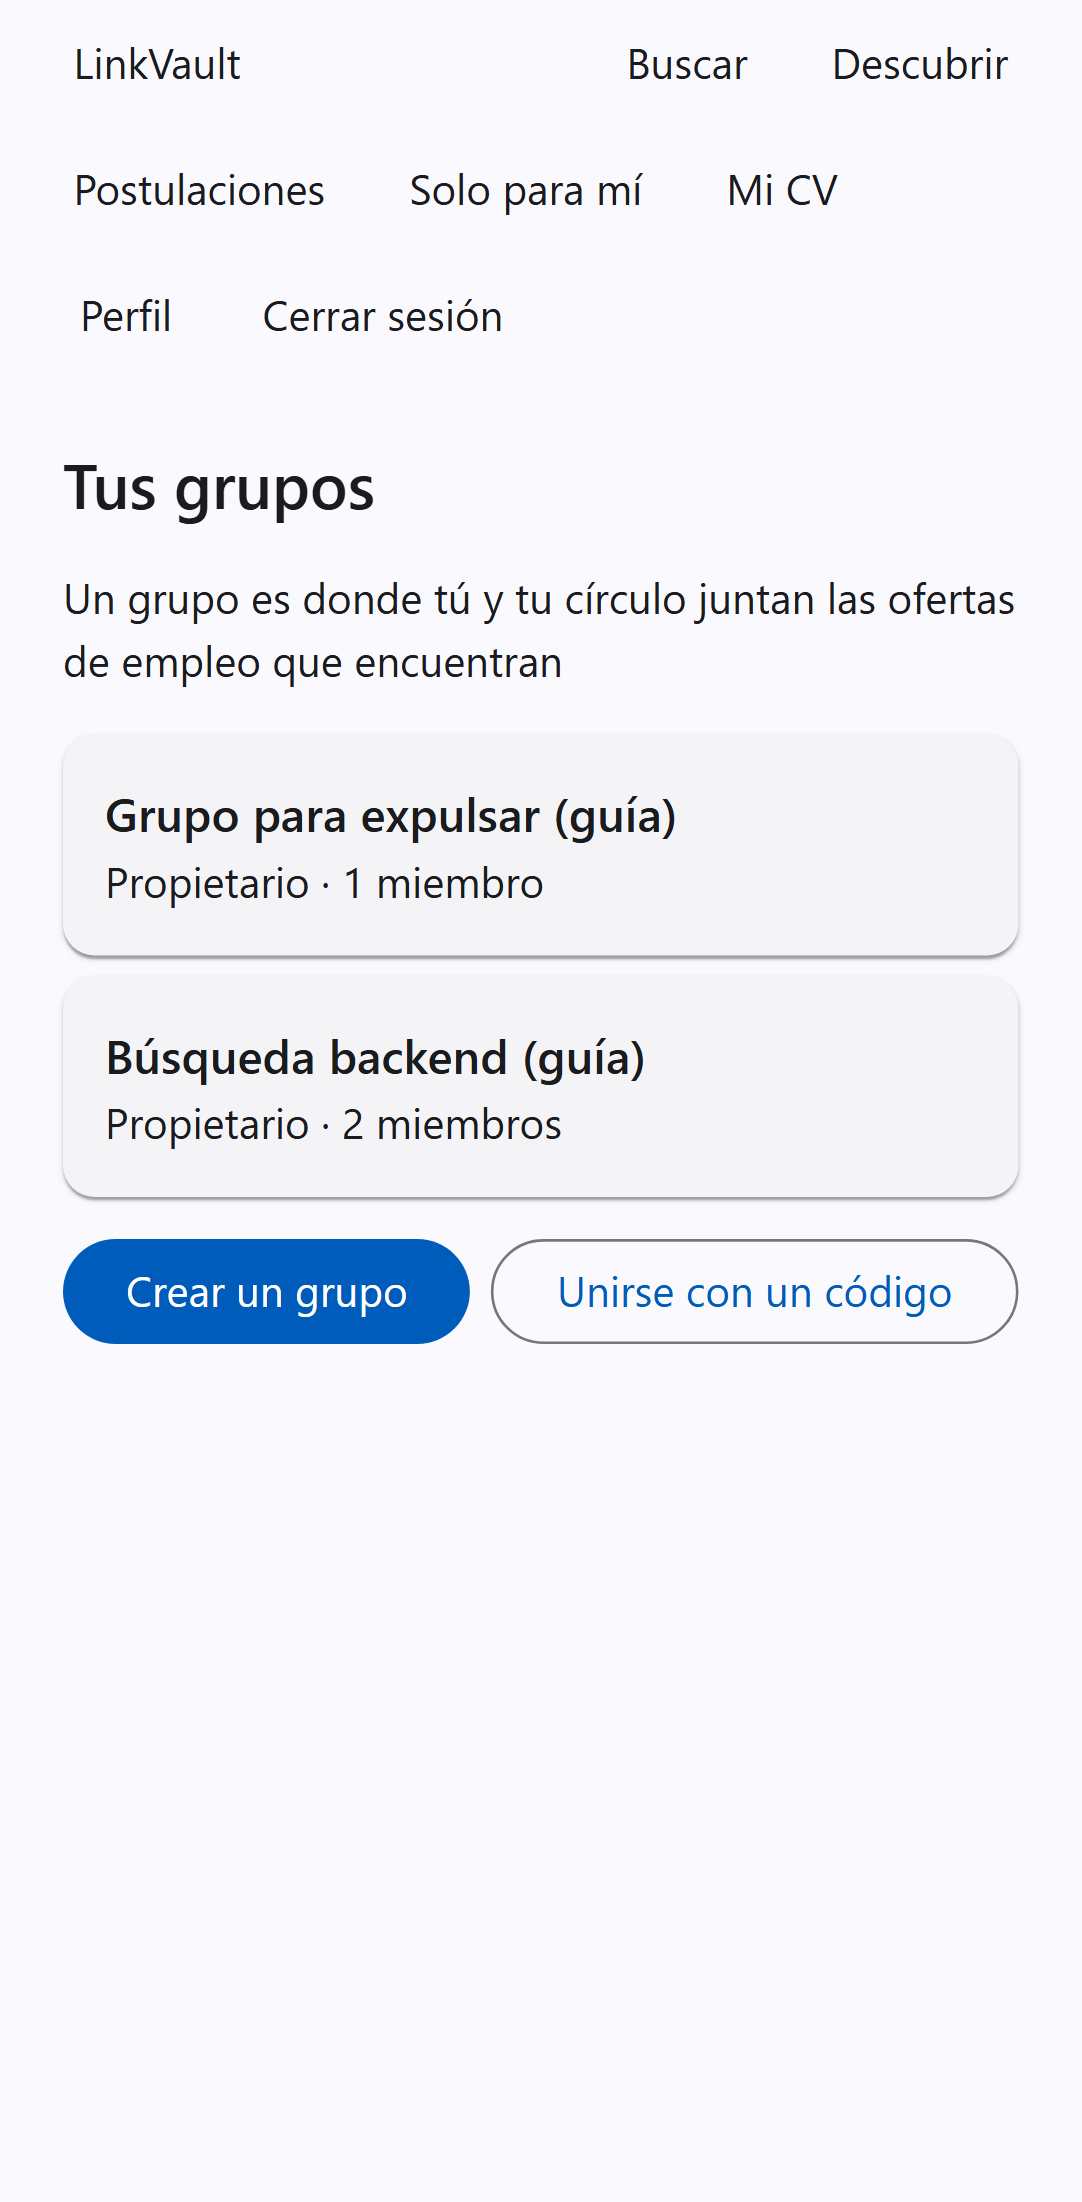 LinkVault Buscar Descubrir
Postulaciones Solo para mí Mi CV
Perfil Cerrar sesión
Tus grupos
Un grupo es donde tú y tu círculo juntan las ofertas
de empleo que encuentran
Grupo para expulsar (guía)
Propietario · 1 miembro
Búsqueda backend (guía)
Propietario · 2 miembros
Crear un grupo Unirse con un código